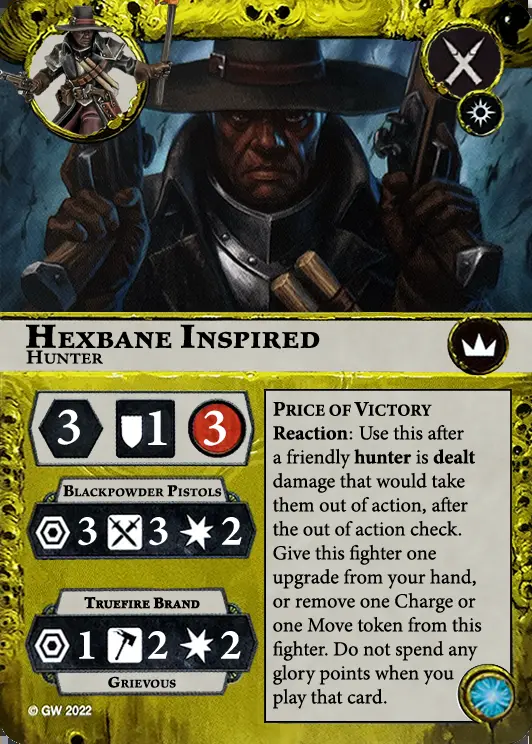 HEXBANE INSPIRED
HUNTER
3 1 3
BLACKPOWDER PISTOLS
3 3 2
TRUEFIRE BRAND
1 2 2
GRIEVOUS
© GW 2022
PRICE OF VICTORY
Reaction: Use this after
a friendly hunter is dealt
damage that would take
them out of action, after
the out of action check.
Give this fighter one
upgrade from your hand,
or remove one Charge or
one Move token from this
fighter. Do not spend any
glory points when you
play that card.